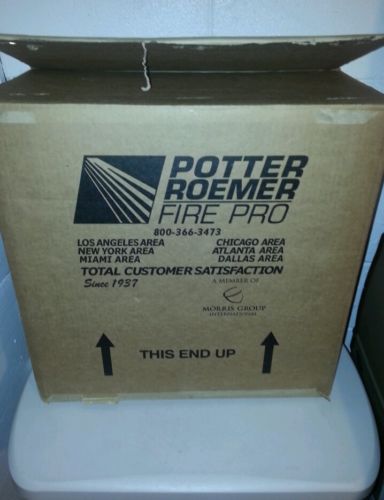 POTTER
ROEMER
FIRE PRO
800-366-3473
LOS ANGELES AREA CHICAGO AREA
NEW YORK AREA ATLANTA AREA
MIAMI AREA DALLAS AREA
TOTAL CUSTOMER SATISFACTION
Since 1937 A MEMBER OF
MORRIS GROUP
INTERNATIONAL
THIS END UP